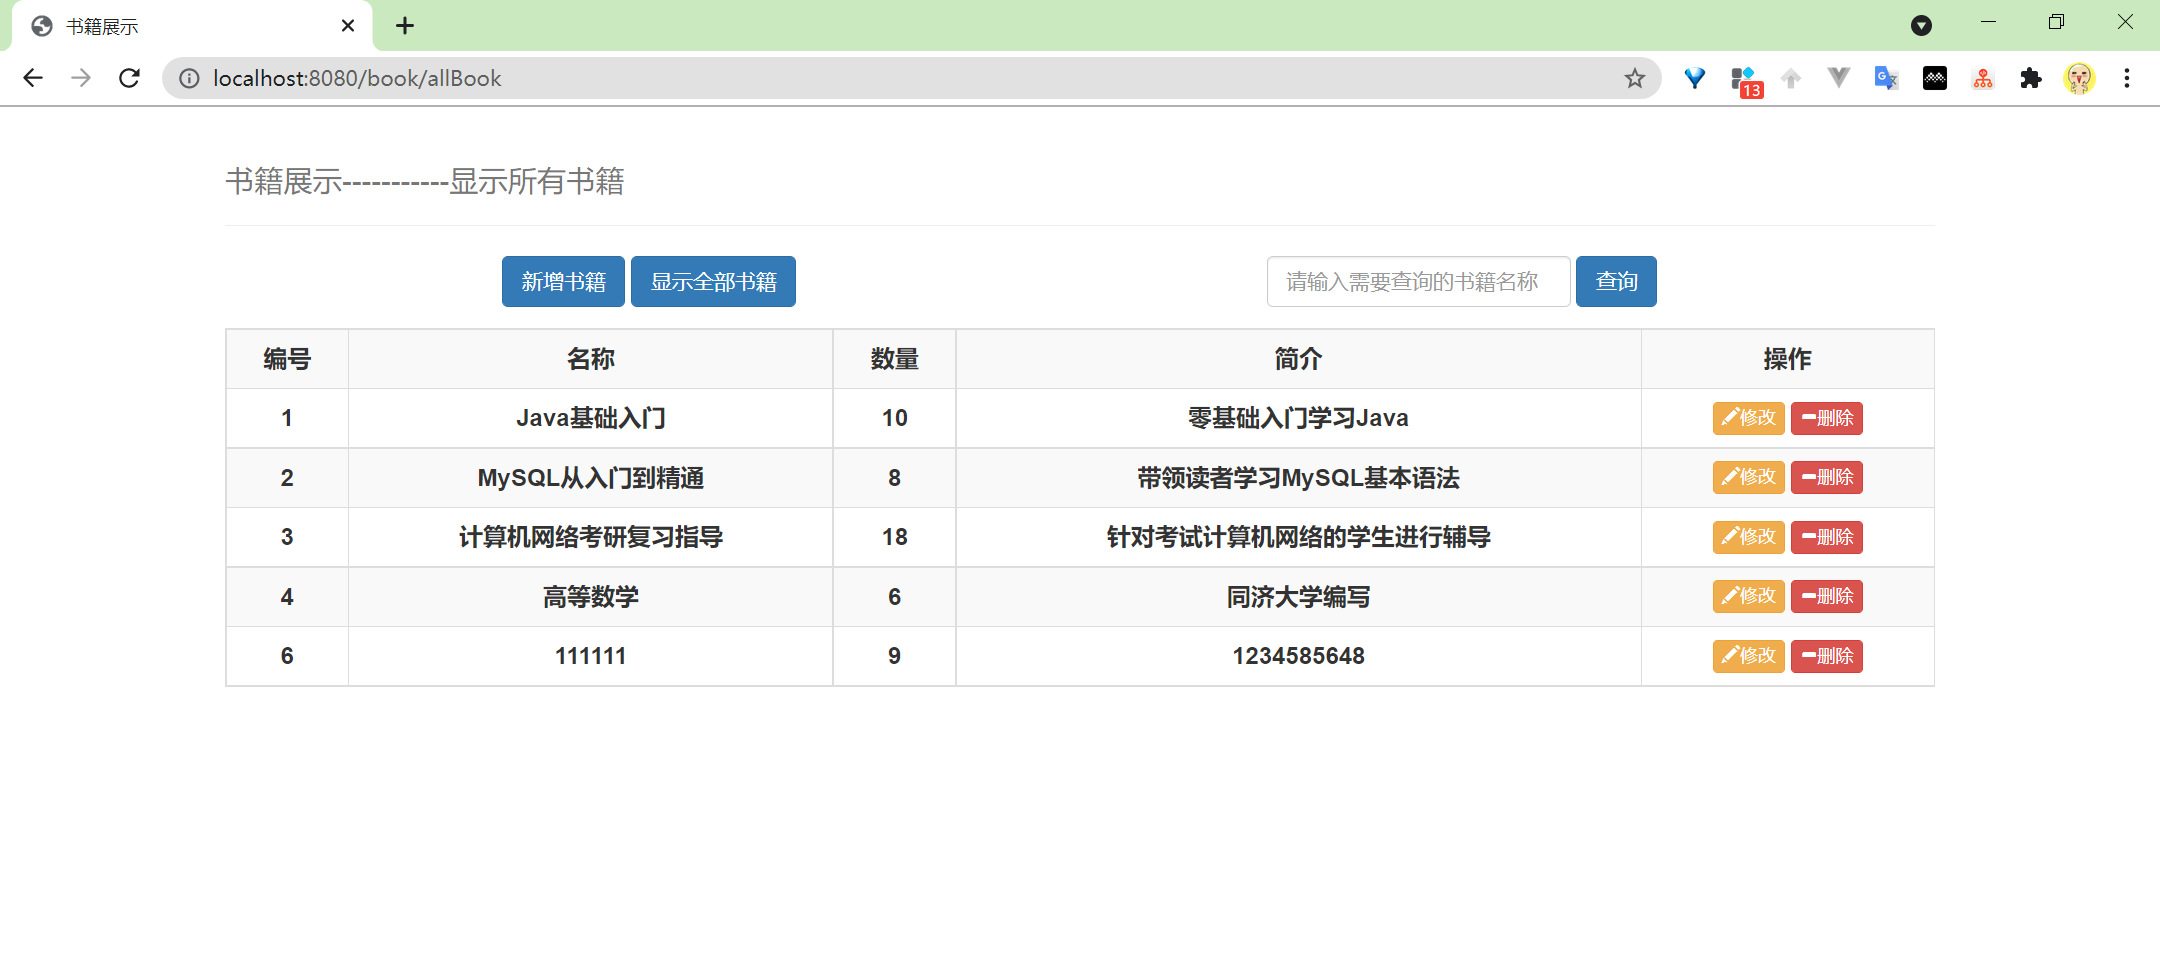 书籍展示
localhost:8080/book/allBook
13
书籍展示-----------显示所有书籍
新增书籍 显示全部书籍 请输入需要查询的书籍名称 查询
编号 名称 数量 简介 操作
1 Java基础入门 10 零基础入门学习Java 修改 删除
2 MySQL从入门到精通 8 带领读者学习MySQL基本语法 修改 删除
3 计算机网络考研复习指导 18 针对考试计算机网络的学生进行辅导 修改 删除
4 高等数学 6 同济大学编写 修改 删除
6 111111 9 1234585648 修改 删除